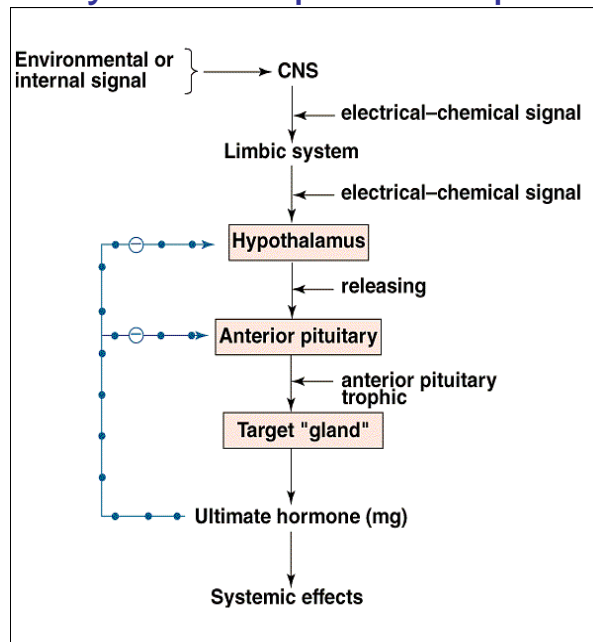 Environmental or
internal signal
CNS
electrical–chemical signal
Limbic system
electrical–chemical signal
Hypothalamus
releasing
Anterior pituitary
anterior pituitary
trophic
Target "gland"
Ultimate hormone (mg)
Systemic effects